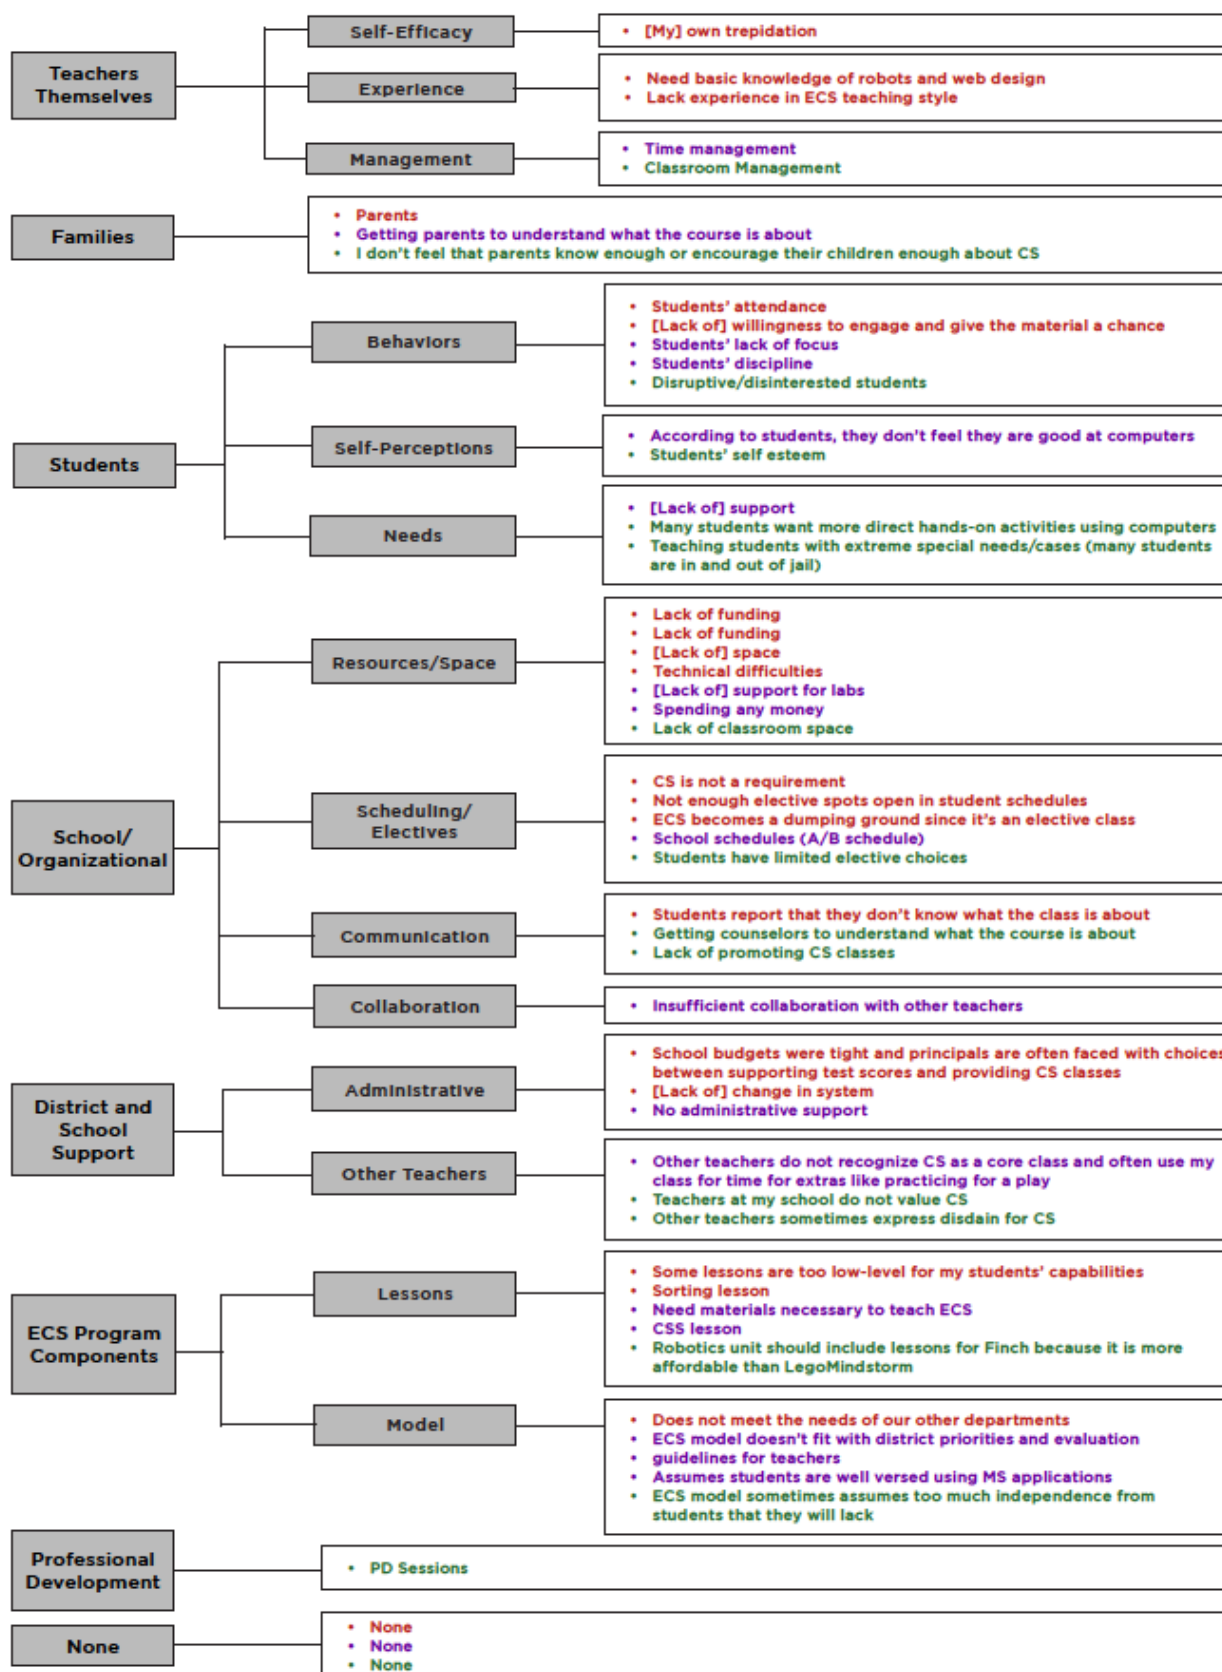 Teachers
Themselves
Self-Efficacy
• [My] own trepidation
Experience
• Need basic knowledge of robots and web design
• Lack experience in ECS teaching style
Management
• Time management
• Classroom Management
Families
• Parents
• Getting parents to understand what the course is about
• I don't feel that parents know enough or encourage their children enough about CS
Students
Behaviors
• Students' attendance
• [Lack of] willingness to engage and give the material a chance
• Students' lack of focus
• Students' discipline
• Disruptive/disinterested students
Self-Perceptions
• According to students, they don't feel they are good at computers
• Students' self esteem
Needs
• [Lack of] support
• Many students want more direct hands-on activities using computers
• Teaching students with extreme special needs/cases (many students
are in and out of jail)
School/
Organizational
Resources/Space
• Lack of funding
• Lack of funding
• [Lack of] space
• Technical difficulties
• [Lack of] support for labs
• Spending any money
• Lack of classroom space
Scheduling/
Electives
• CS is not a requirement
• Not enough elective spots open in student schedules
• ECS becomes a dumping ground since it's an elective class
• School schedules (A/B schedule)
• Students have limited elective choices
Communication
• Students report that they don't know what the class is about
• Getting counselors to understand what the course is about
• Lack of promoting CS classes
Collaboration
• Insufficient collaboration with other teachers
District and
School
Support
Administrative
• School budgets were tight and principals are often faced with choices
between supporting test scores and providing CS classes
• [Lack of] change in system
• No administrative support
Other Teachers
• Other teachers do not recognize CS as a core class and often use my
class for time for extras like practicing for a play
• Teachers at my school do not value CS
• Other teachers sometimes express disdain for CS
ECS Program
Components
Lessons
• Some lessons are too low-level for my students' capabilities
• Sorting lesson
• Need materials necessary to teach ECS
• CSS lesson
• Robotics unit should include lessons for Finch because it is more
affordable than LegoMindstorm
Model
• Does not meet the needs of our other departments
• ECS model doesn't fit with district priorities and evaluation
• guidelines for teachers
• Assumes students are well versed using MS applications
• ECS model sometimes assumes too much independence from
students that they will lack
Professional
Development
• PD Sessions
None
• None
• None
• None